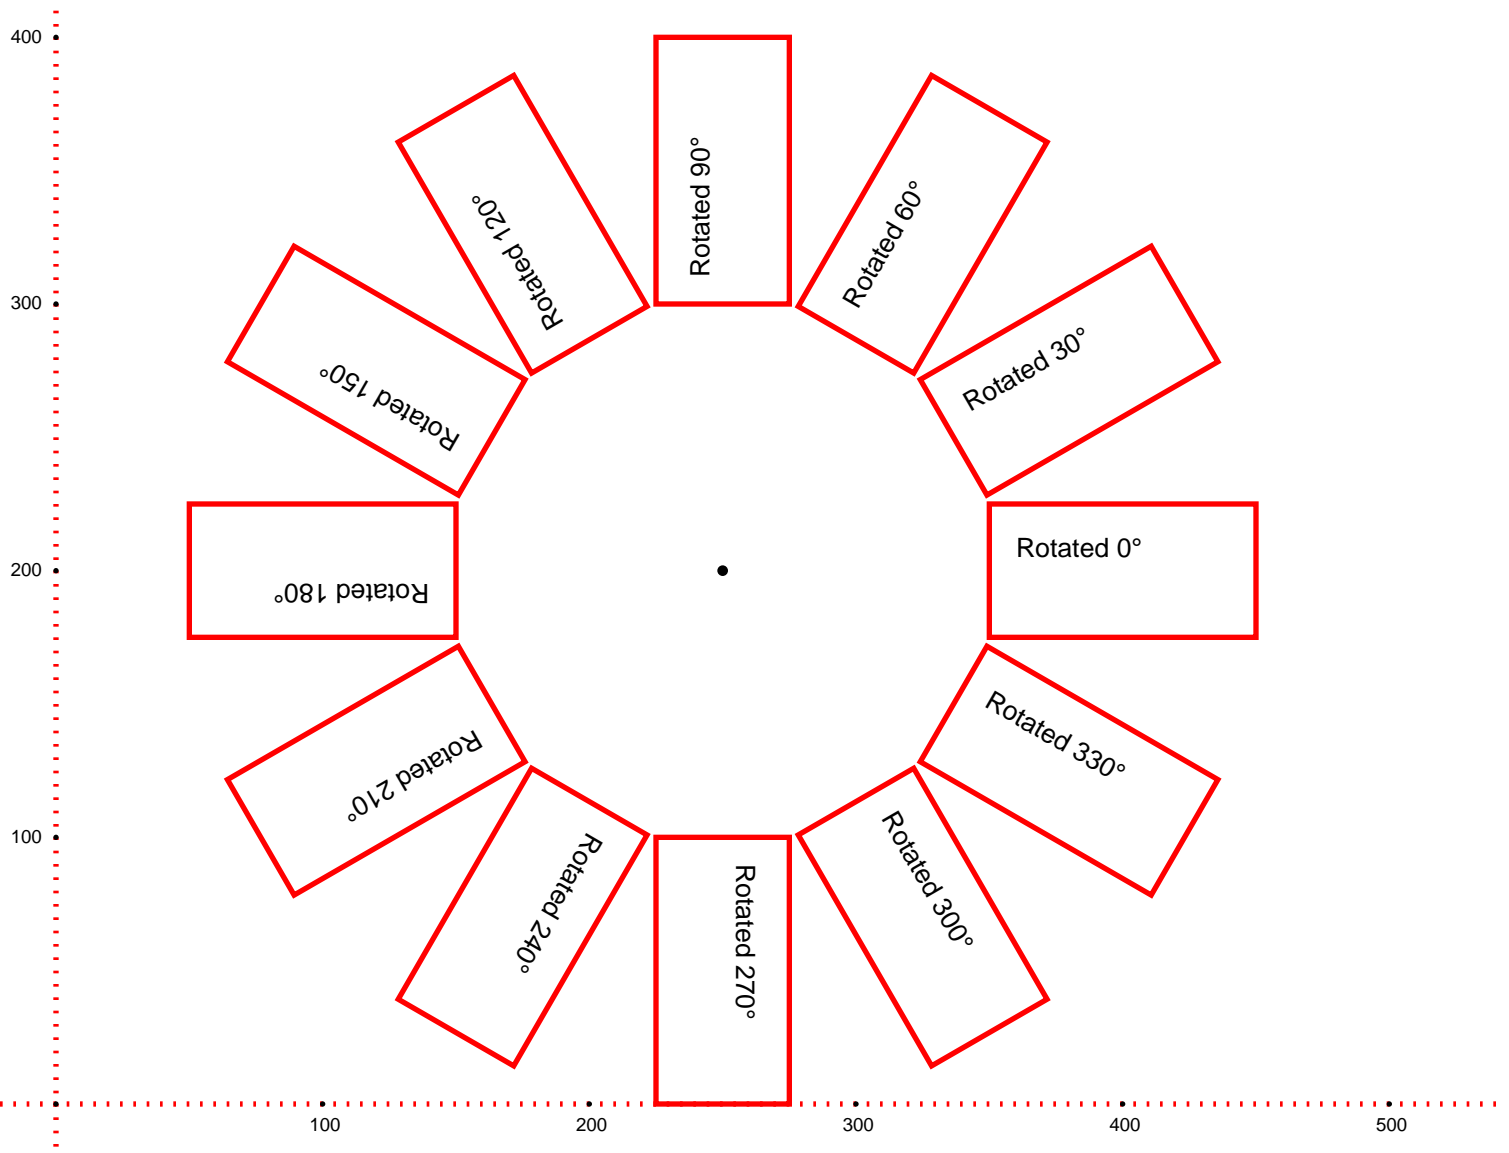 400
Rotated 90°
Rotated 120°
Rotated 60°
300
Rotated 150°
Rotated 30°
200
Rotated 180°
Rotated 0°
Rotated 210°
Rotated 330°
100
Rotated 240°
Rotated 270°
Rotated 300°
100
200
300
400
500